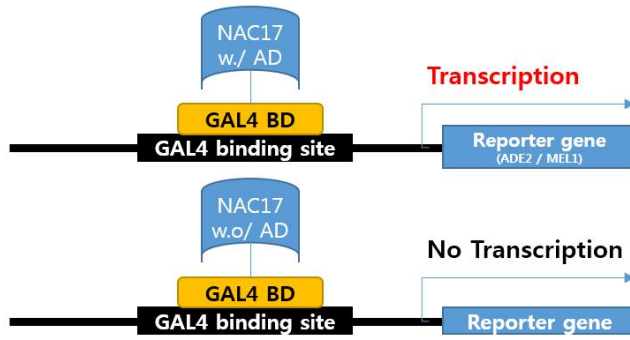 NAC17
w./ AD
Transcription
GAL4 BD
GAL4 binding site
Reporter gene
(ADE2 / MEL1)
NAC17
w.o/ AD
No Transcription
GAL4 BD
GAL4 binding site
Reporter gene